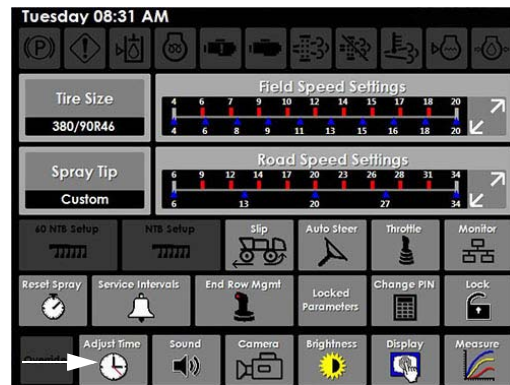 Tuesday 08:31 AM
Tire Size
380/90R46
Field Speed Settings
4 6 7 9 10 12 14 15 17 18 20
4 6 8 9 11 13 15 16 18 20
Spray Tip
Custom
Road Speed Settings
6 9 12 14 17 20 23 26 28 31 34
6 13 20 27 34
60 NTB Setup
NTB Setup
Slip
Auto Steer
Throttle
Monitor
Reset Spray
Service Intervals
End Row Mgmt
Locked
Parameters
Change PIN
Lock
Adjust Time
Sound
Camera
Brightness
Display
Measure